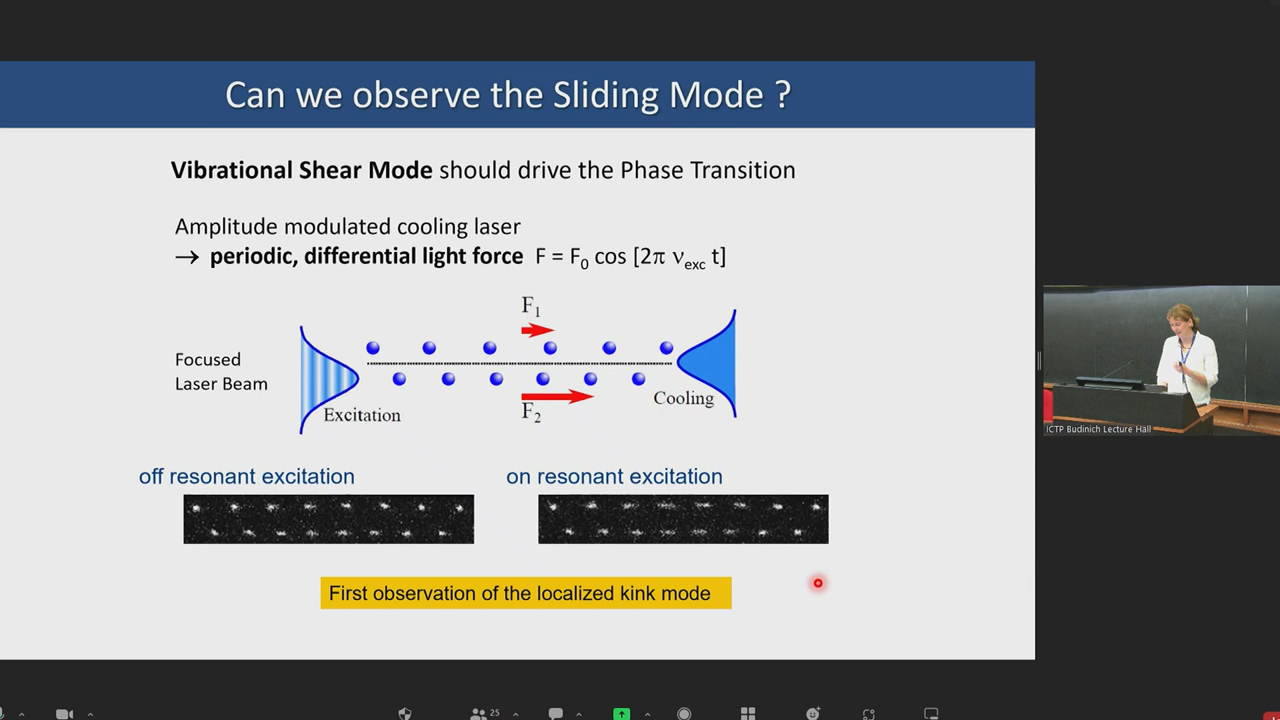 Can we observe the Sliding Mode ?
Vibrational Shear Mode should drive the Phase Transition
Amplitude modulated cooling laser
→ periodic, differential light force F = F0 cos [2π νexc t]
F1
Focused
Laser Beam
Excitation
F2
Cooling
off resonant excitation
on resonant excitation
First observation of the localized kink mode
ICTP Budinich Lecture Hall
25